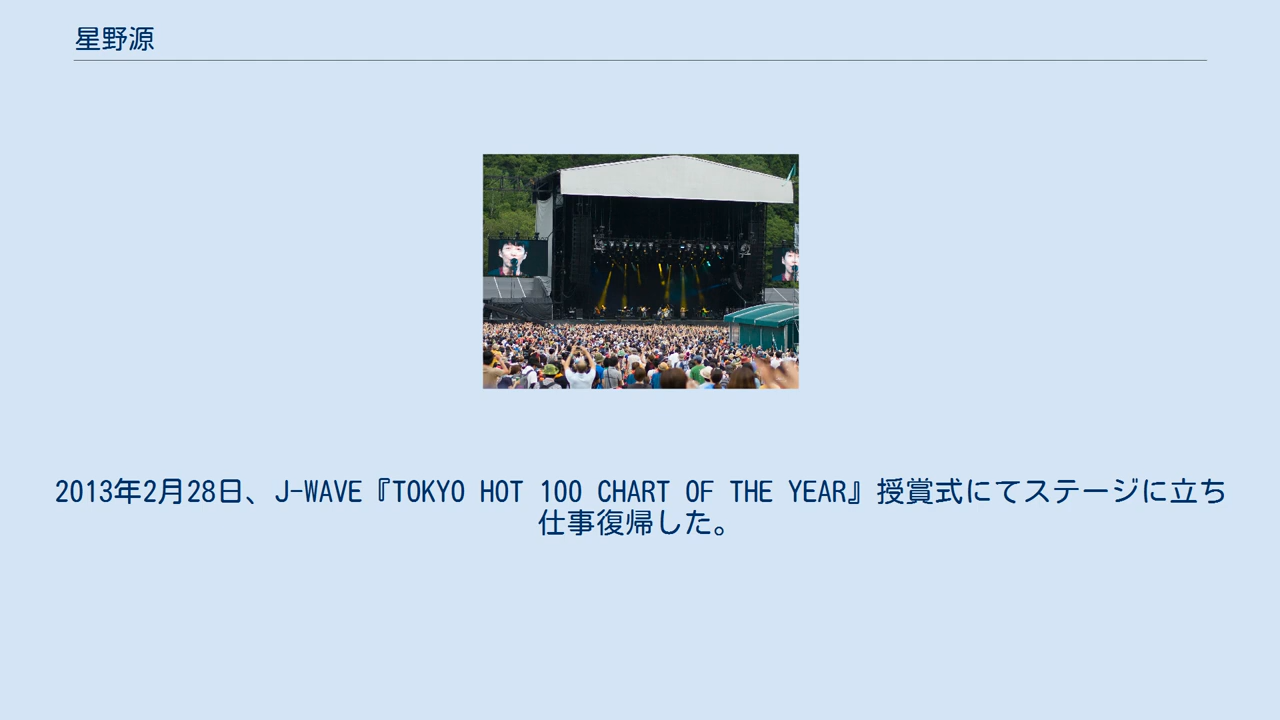 星野源
2013年2月28日、J-WAVE『TOKYO HOT 100 CHART OF THE YEAR』授賞式にてステージに立ち
仕事復帰した。